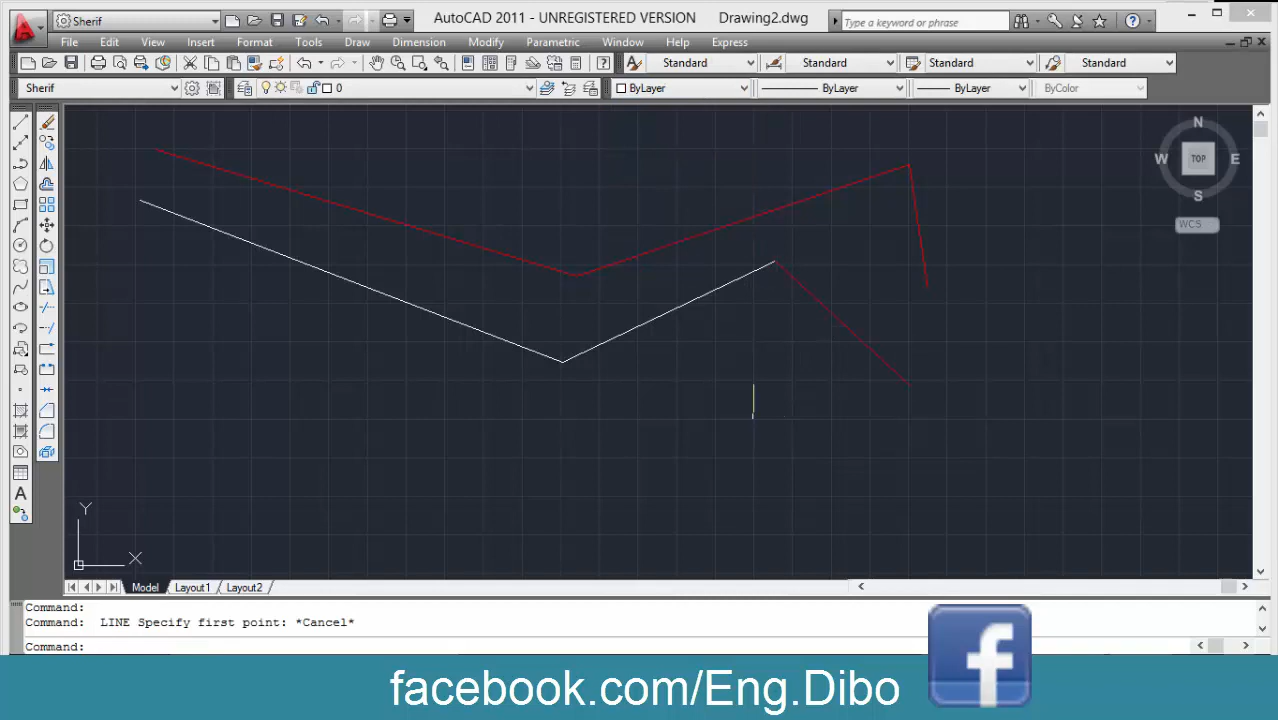 Sherif
AutoCAD 2011 - UNREGISTERED VERSION Drawing2.dwg
Type a keyword or phrase
File Edit View Insert Format Tools Draw Dimension Modify Parametric Window Help Express
Standard Standard Standard Standard
Sherif 0 ByLayer ByLayer ByLayer ByColor
N
W TOP E
S
WCS
A
Y
X
Model Layout1 Layout2
Command:
Command: LINE Specify first point: *Cancel*
Command:
facebook.com/Eng.Dibo
f